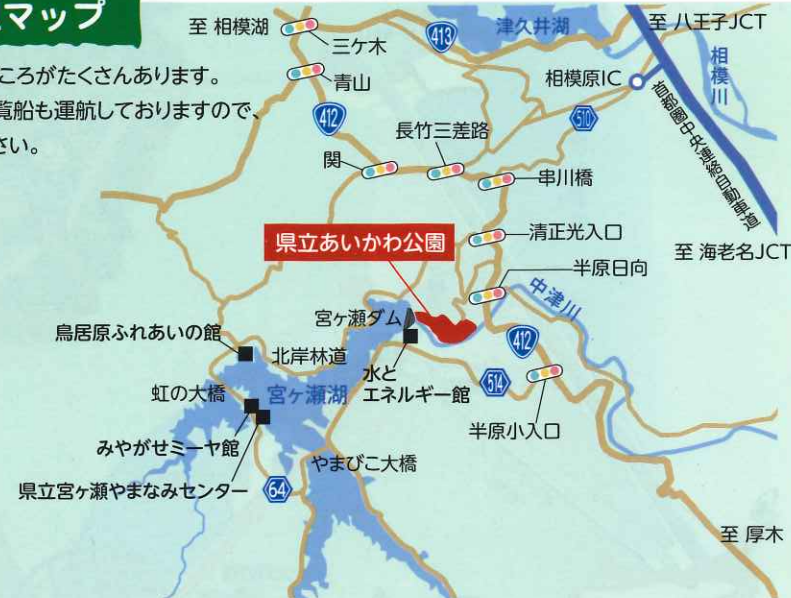 マップ
ころがたくさんあります。
覧船も運航しておりますので、
さい。
至 相模湖
三ケ木
青山
413
津久井湖
至 八王子JCT
相模川
相模原IC
首都圏中央連絡自動車道
412
長竹三差路
510
関
串川橋
清正光入口
至 海老名JCT
県立あいかわ公園
半原日向
中津川
宮ヶ瀬ダム
鳥居原ふれあいの館
北岸林道
水と
エネルギー館
412
514
虹の大橋
宮ヶ瀬湖
半原小入口
みやがせミーヤ館
やまびこ大橋
県立宮ヶ瀬やまなみセンター
64
至 厚木